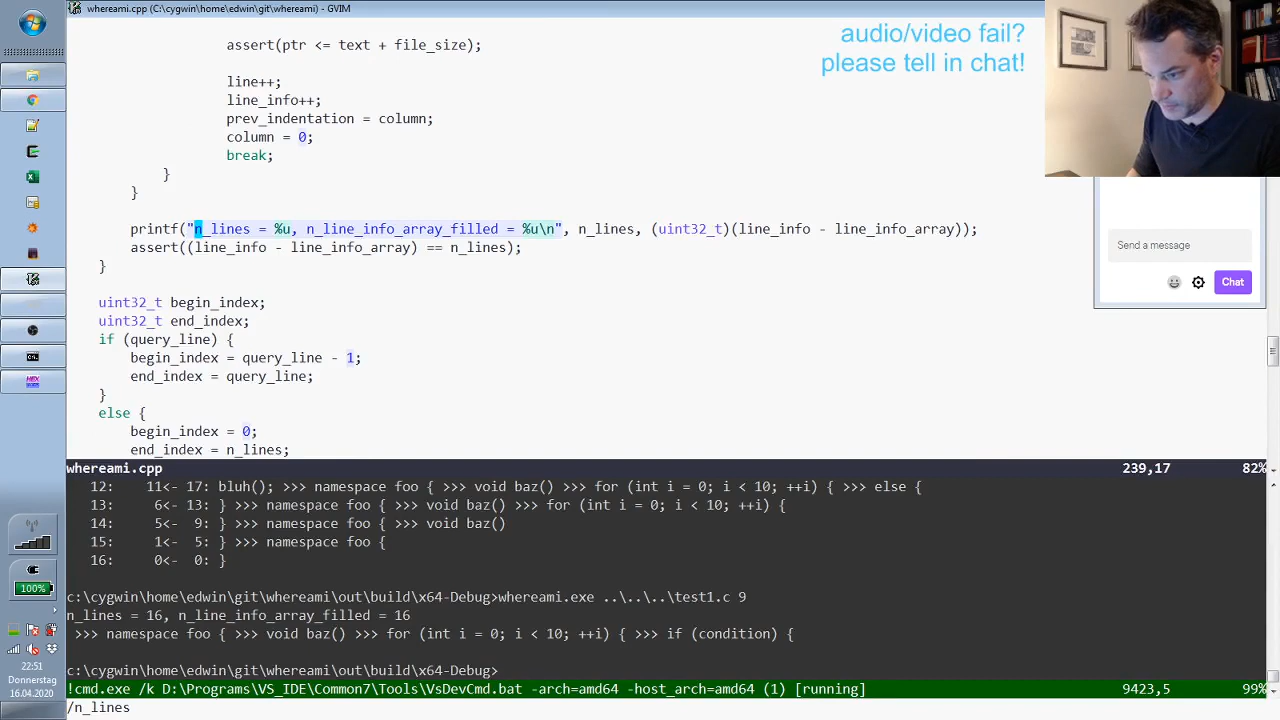 whereami.cpp (C:\cygwin\home\edwin\git\whereami) - GVIM
audio/video fail?
please tell in chat!
assert(ptr <= text + file_size);
line++;
line_info++;
prev_indentation = column;
column = 0;
break;
}
}
printf("n_lines = %u, n_line_info_array_filled = %u\n", n_lines, (uint32_t)(line_info - line_info_array));
assert((line_info - line_info_array) == n_lines);
}
Send a message
Chat
uint32_t begin_index;
uint32_t end_index;
if (query_line) {
begin_index = query_line - 1;
end_index = query_line;
}
else {
begin_index = 0;
end_index = n_lines;
whereami.cpp 239,17 82%
12: 11<- 17: bluh(); >>> namespace foo { >>> void baz() >>> for (int i = 0; i < 10; ++i) { >>> else {
13: 6<- 13: } >>> namespace foo { >>> void baz() >>> for (int i = 0; i < 10; ++i) {
14: 5<- 9: } >>> namespace foo { >>> void baz()
15: 1<- 5: } >>> namespace foo {
16: 0<- 0: }
c:\cygwin\home\edwin\git\whereami\out\build\x64-Debug>whereami.exe ..\..\..\test1.c 9
n_lines = 16, n_line_info_array_filled = 16
>>> namespace foo { >>> void baz() >>> for (int i = 0; i < 10; ++i) { >>> if (condition) {
c:\cygwin\home\edwin\git\whereami\out\build\x64-Debug>
!cmd.exe /k D:\Programs\VS_IDE\Common7\Tools\VsDevCmd.bat -arch=amd64 -host_arch=amd64 (1) [running] 9423,5 99%
/n_lines
HEX
100%
22:51
Donnerstag
16.04.2020